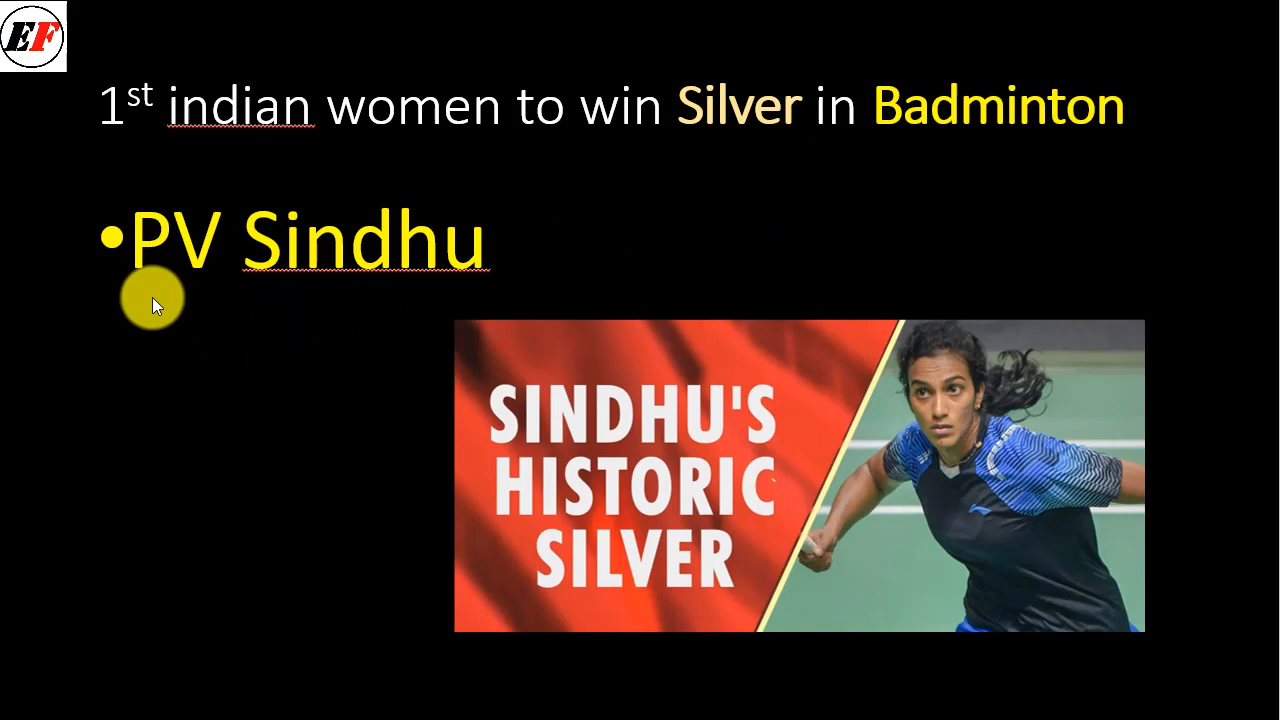 EF
1st indian women to win Silver in Badminton
•PV Sindhu
SINDHU'S
HISTORIC
SILVER